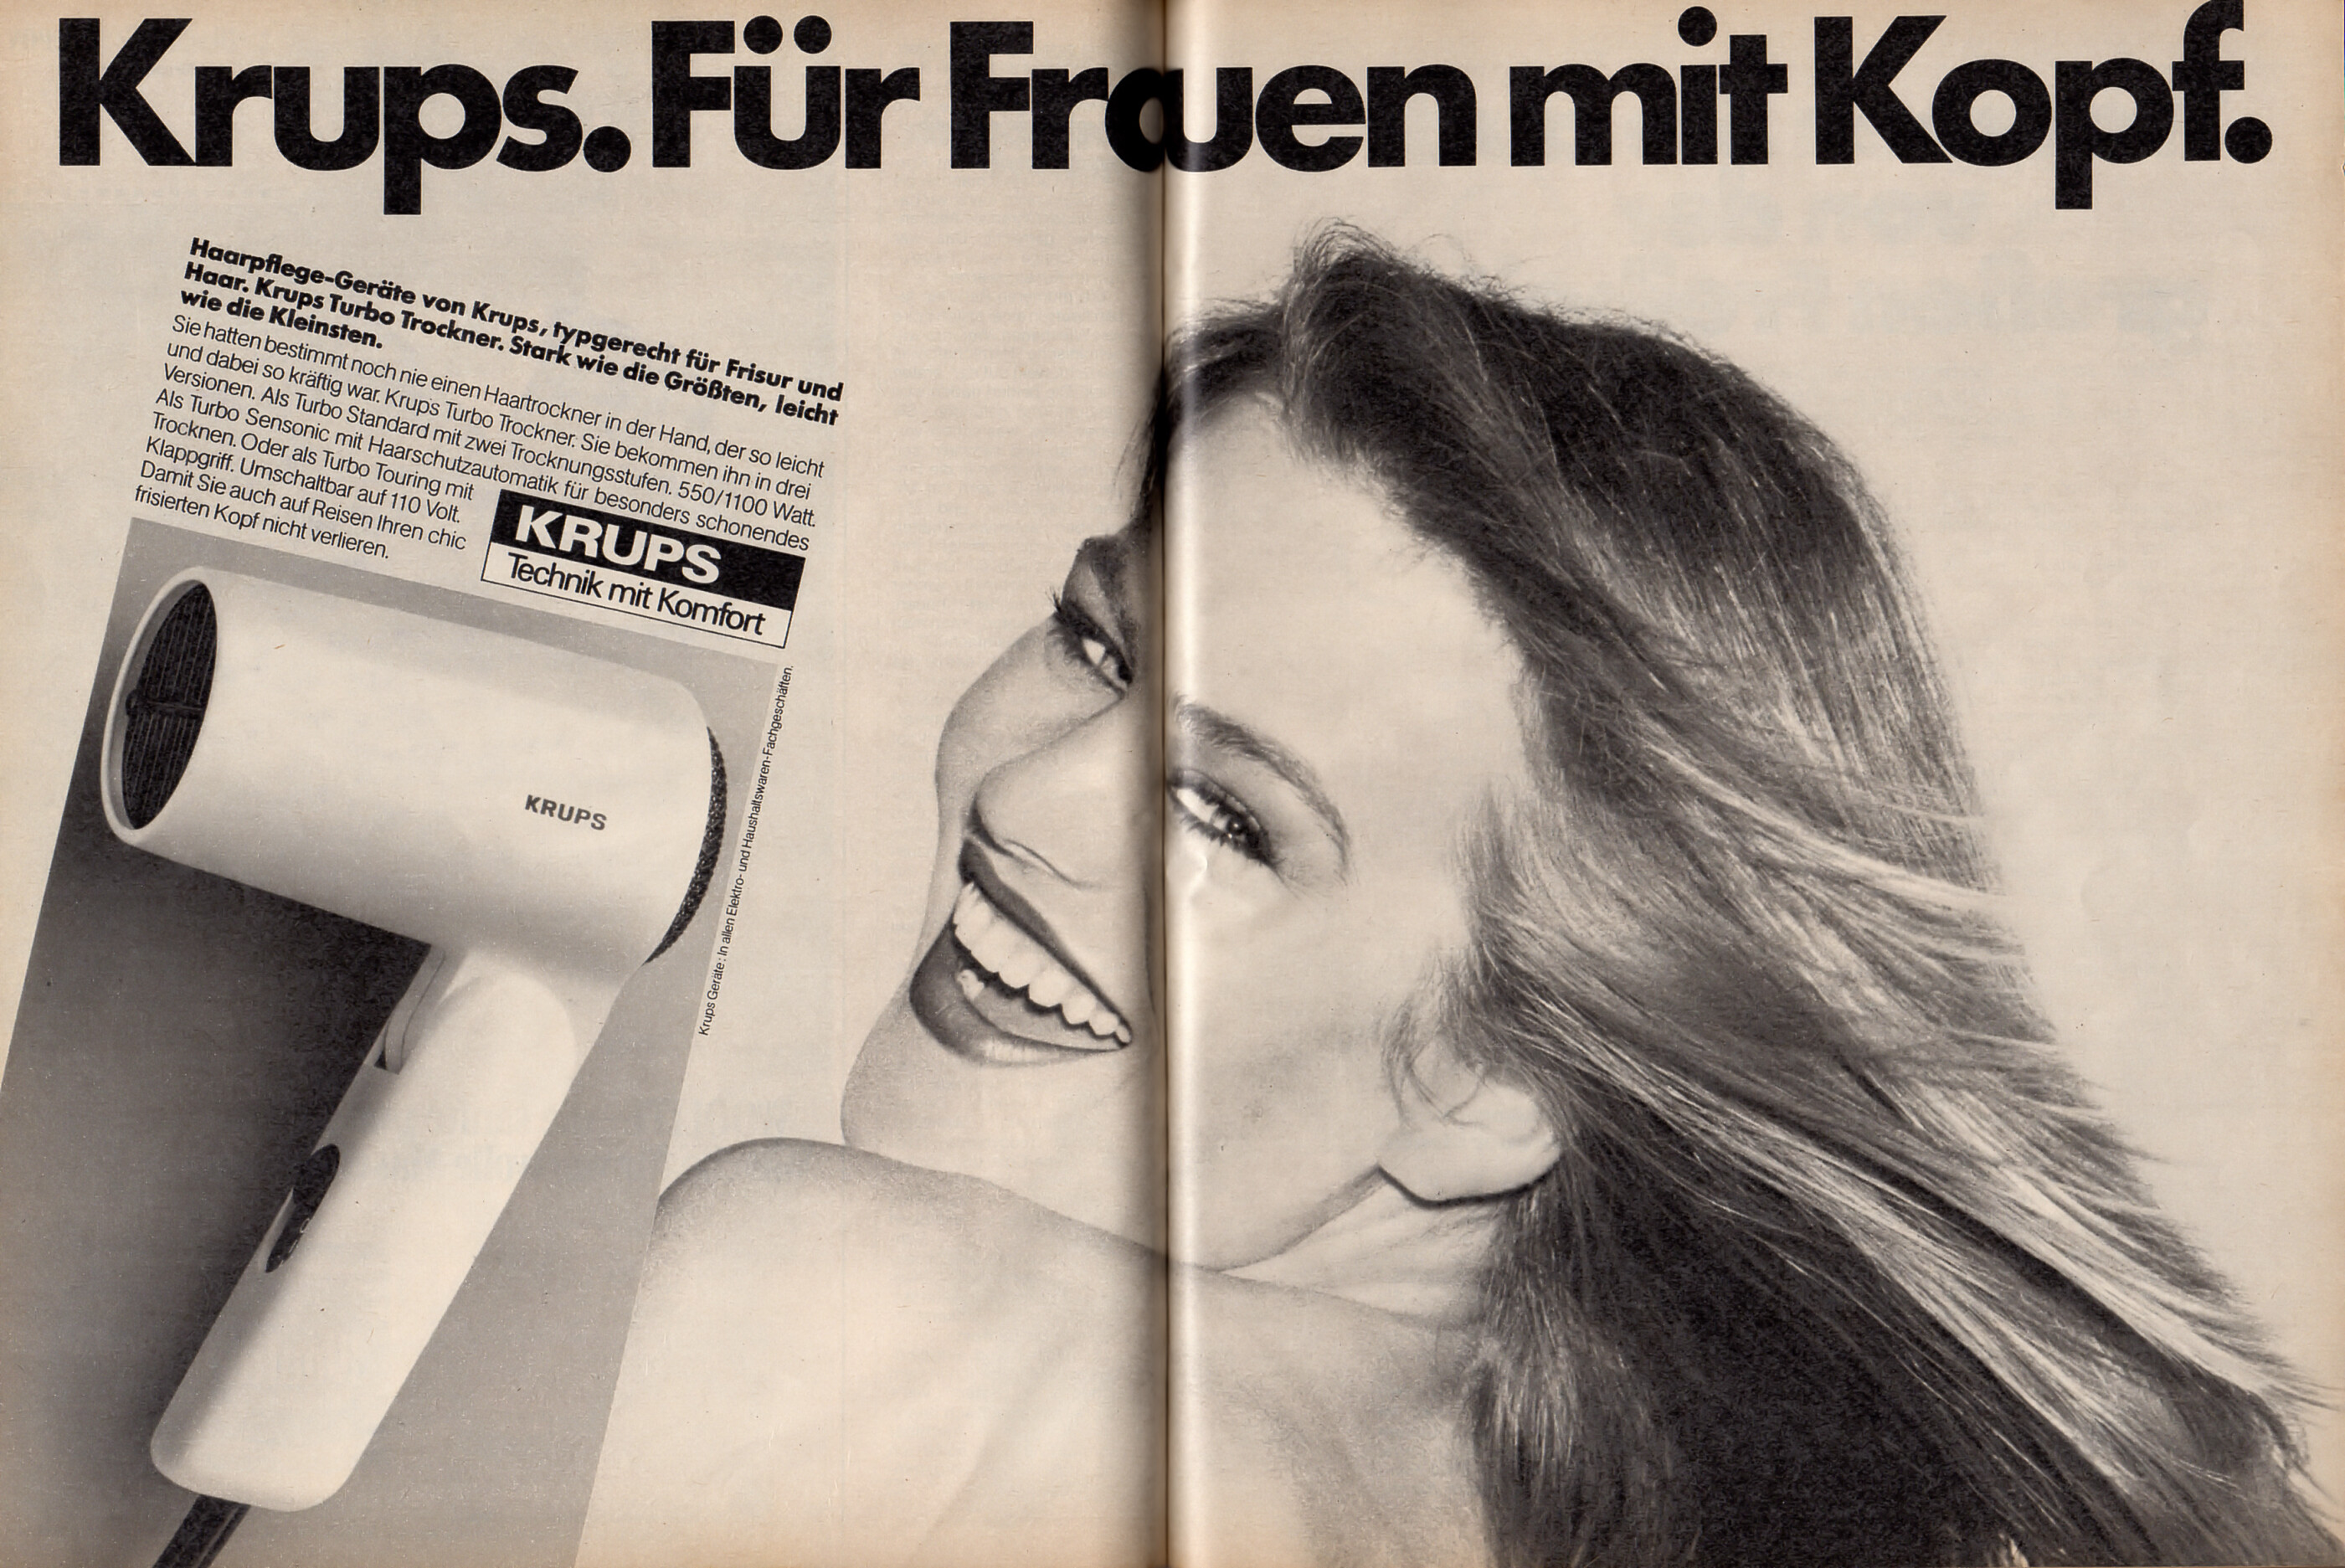 Krups. Für Frauen mit Kopf.
Haarpflege-Geräte von Krups, typgerecht für Frisur und
Haar. Krups Turbo Trockner. Stark wie die Größten, leicht
wie die Kleinsten.
Sie hatten bestimmt noch nie einen Haartrockner in der Hand, der so leicht
und dabei so kräftig war. Krups Turbo Trockner. Sie bekommen ihn in drei
Versionen. Als Turbo Standard mit zwei Trocknungsstufen. 550/1100 Watt.
Als Turbo Sensonic mit Haarschutzautomatik für besonders schonendes
Trocknen. Oder als Turbo Touring mit
Klappgriff. Umschaltbar auf 110 Volt.
Damit Sie auch auf Reisen Ihren chic
frisierten Kopf nicht verlieren.
KRUPS
Technik mit Komfort
KRUPS
Krups Geräte: In allen Elektro- und Haushaltswaren-Fachgeschäften.